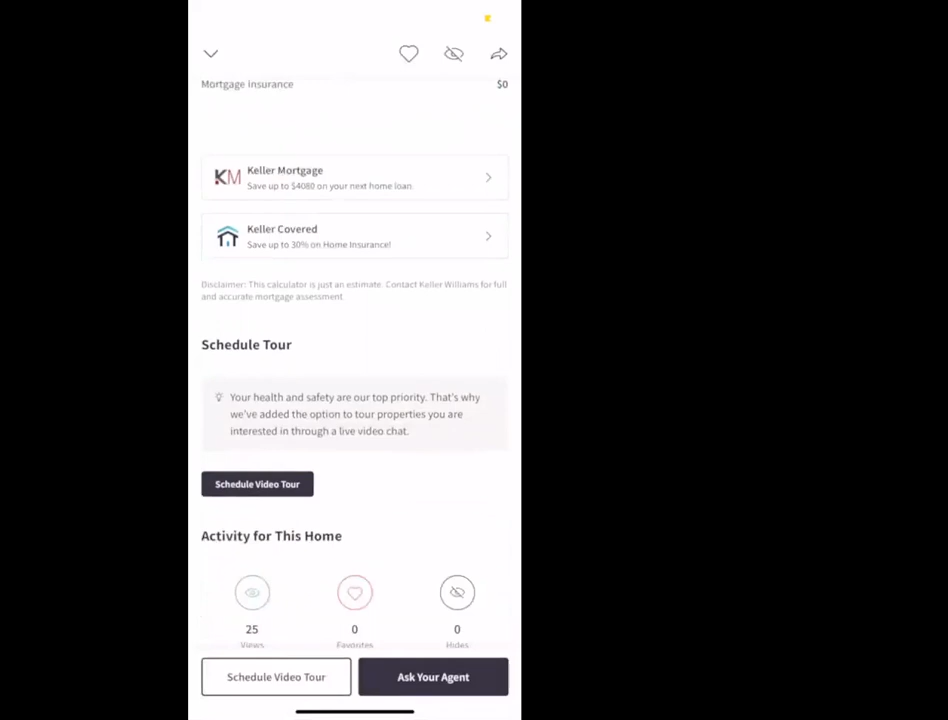 Mortgage Insurance $0
KM Keller Mortgage
Save up to $4080 on your next home loan
Keller Covered
Save up to 30% on Home Insurance!
Disclaimer: This calculator is just an estimate. Contact Keller Williams for full
and accurate mortgage assessment
Schedule Tour
Your health and safety are our top priority. That's why
we've added the option to tour properties you are
interested in through a live video chat.
Schedule Video Tour
Activity for This Home
25 0 0
Views Favorites Hides
Schedule Video Tour Ask Your Agent